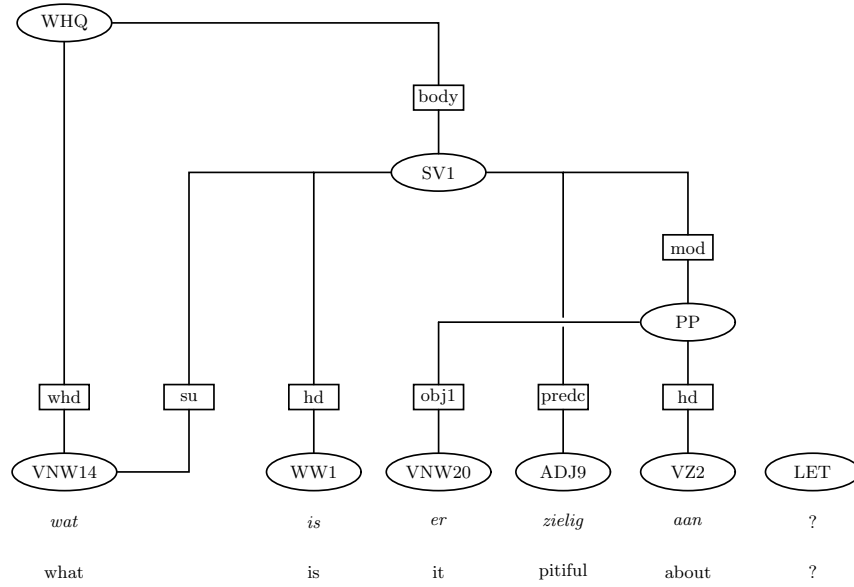 WHQ
body
SV1
mod
PP
whd su hd obj1 predc hd
VNW14 WW1 VNW20 ADJ9 VZ2 LET
wat is er zielig aan ?
what is it pitiful about ?